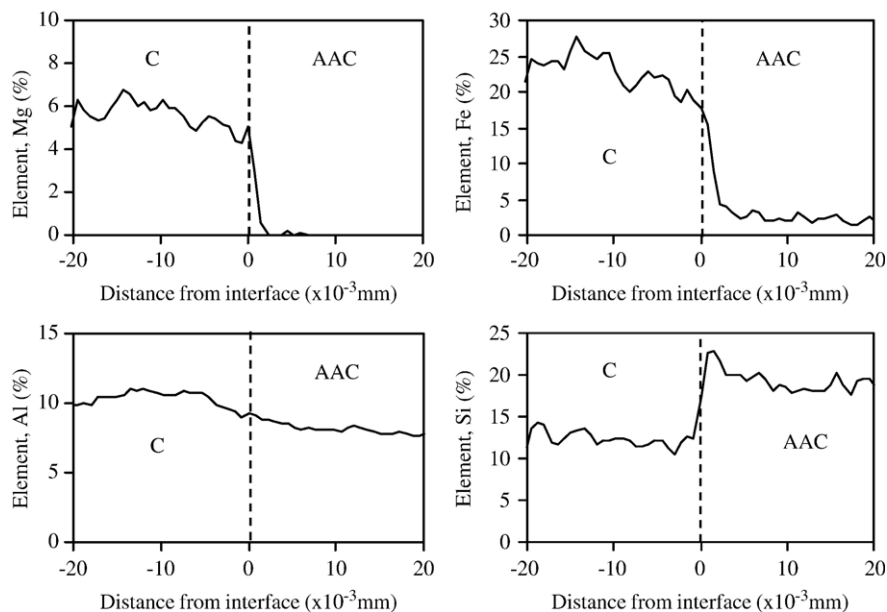 10
8
6
4
2
0
Element, Mg (%)
C
AAC
-20
-10
0
10
20
Distance from interface (x10-3mm)
30
25
20
15
10
5
0
Element, Fe (%)
AAC
C
-20
-10
0
10
20
Distance from interface (x10-3mm)
15
10
5
0
Element, Al (%)
AAC
C
-20
-10
0
10
20
Distance from interface (x10-3mm)
25
20
15
10
5
0
Element, Si (%)
C
AAC
-20
-10
0
10
20
Distance from interface (x10-3mm)